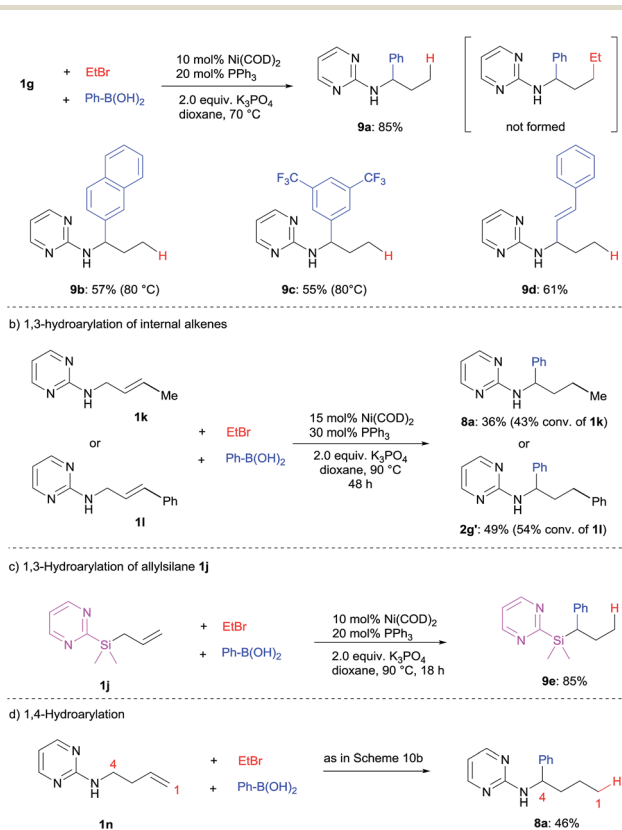 1g + EtBr
+ Ph-B(OH)2
10 mol% Ni(COD)2
20 mol% PPh3
2.0 equiv. K3PO4
dioxane, 70 °C
N N N H Ph H
9a: 85%
N N N H Ph Et
not formed
N N N H H
9b: 57% (80 °C)
F3C CF3
N N N H H
9c: 55% (80°C)
N N N H H
9d: 61%
b) 1,3-hydroarylation of internal alkenes
N N N H Me
1k
or
N N N H Ph
1l
+ EtBr
+ Ph-B(OH)2
15 mol% Ni(COD)2
30 mol% PPh3
2.0 equiv. K3PO4
dioxane, 90 °C
48 h
N N N H Ph Me
8a: 36% (43% conv. of 1k)
or
N N N H Ph Ph
2g': 49% (54% conv. of 1l)
c) 1,3-Hydroarylation of allylsilane 1j
N N Si
1j
+ EtBr
+ Ph-B(OH)2
10 mol% Ni(COD)2
20 mol% PPh3
2.0 equiv. K3PO4
dioxane, 90 °C, 18 h
N N Si Ph H
9e: 85%
d) 1,4-Hydroarylation
N N N H 4 1
1n
+ EtBr
+ Ph-B(OH)2
as in Scheme 10b
N N N H Ph 4 1 H
8a: 46%